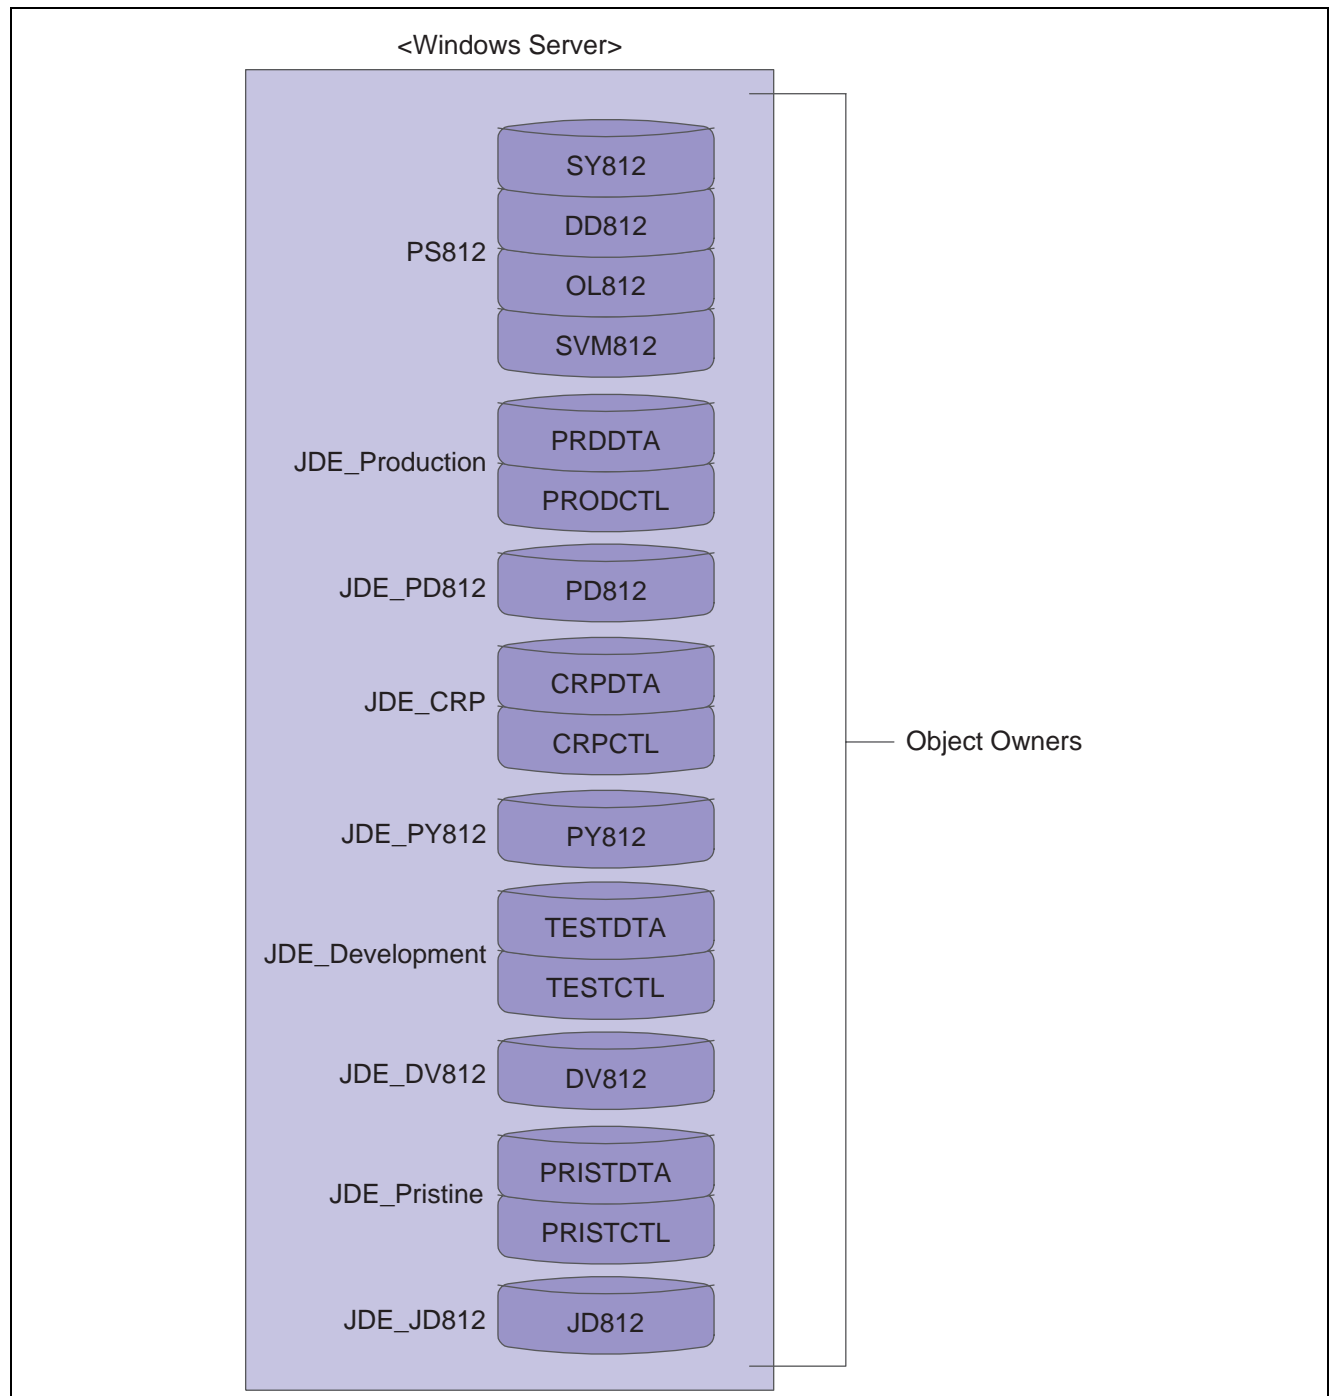 <Windows Server>
SY812
DD812
PS812
OL812
SVM812
PRDDTA
JDE_Production
PRODCTL
JDE_PD812
PD812
CRPDTA
JDE_CRP
CRPCTL
Object Owners
JDE_PY812
PY812
TESTDTA
JDE_Development
TESTCTL
JDE_DV812
DV812
PRISTDTA
JDE_Pristine
PRISTCTL
JDE_JD812
JD812